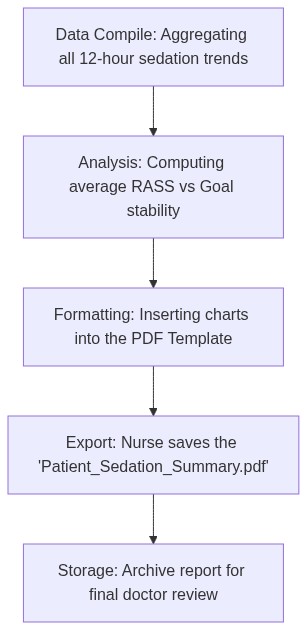 Data Compile: Aggregating
all 12-hour sedation trends
Analysis: Computing
average RASS vs Goal
stability
Formatting: Inserting charts
into the PDF Template
Export: Nurse saves the
'Patient_Sedation_Summary.pdf'
Storage: Archive report for
final doctor review